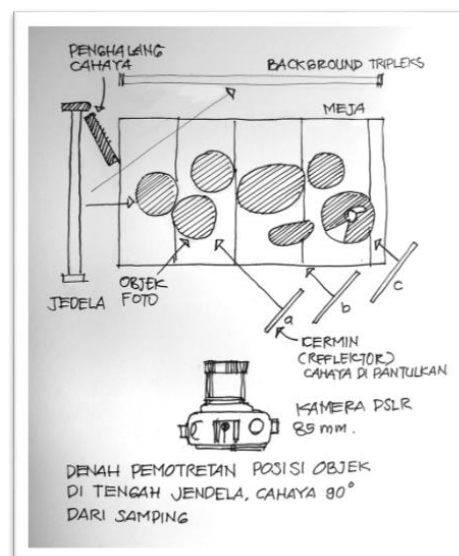 PENGHALANG
CAHAYA
BACKGROUND TRIPLEKS
MEJA
JEDELA
OBJEK
FOTO
a
b
c
CERMIN
(REFLEKTOR)
CAHAYA DI PANTULKAN
KAMERA DSLR
85 mm.
DENAH PEMOTRETAN POSISI OBJEK
DI TENGAH JENDELA, CAHAYA 90°
DARI SAMPING